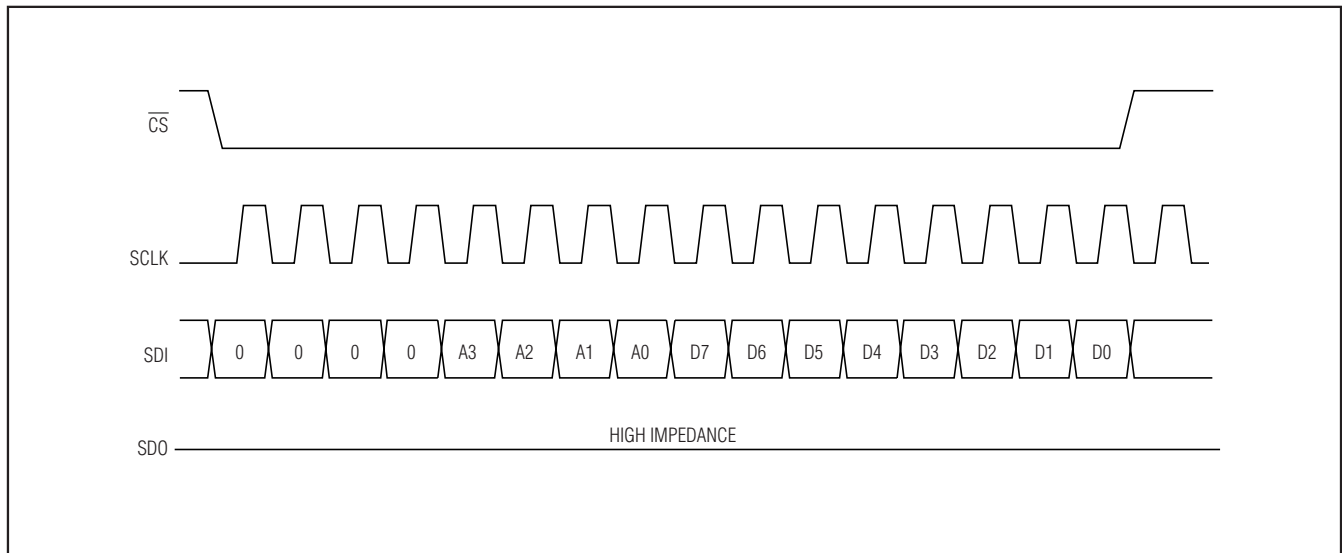 CS
SCLK
SDI 0 0 0 0 A3 A2 A1 A0 D7 D6 D5 D4 D3 D2 D1 D0
HIGH IMPEDANCE
SDO